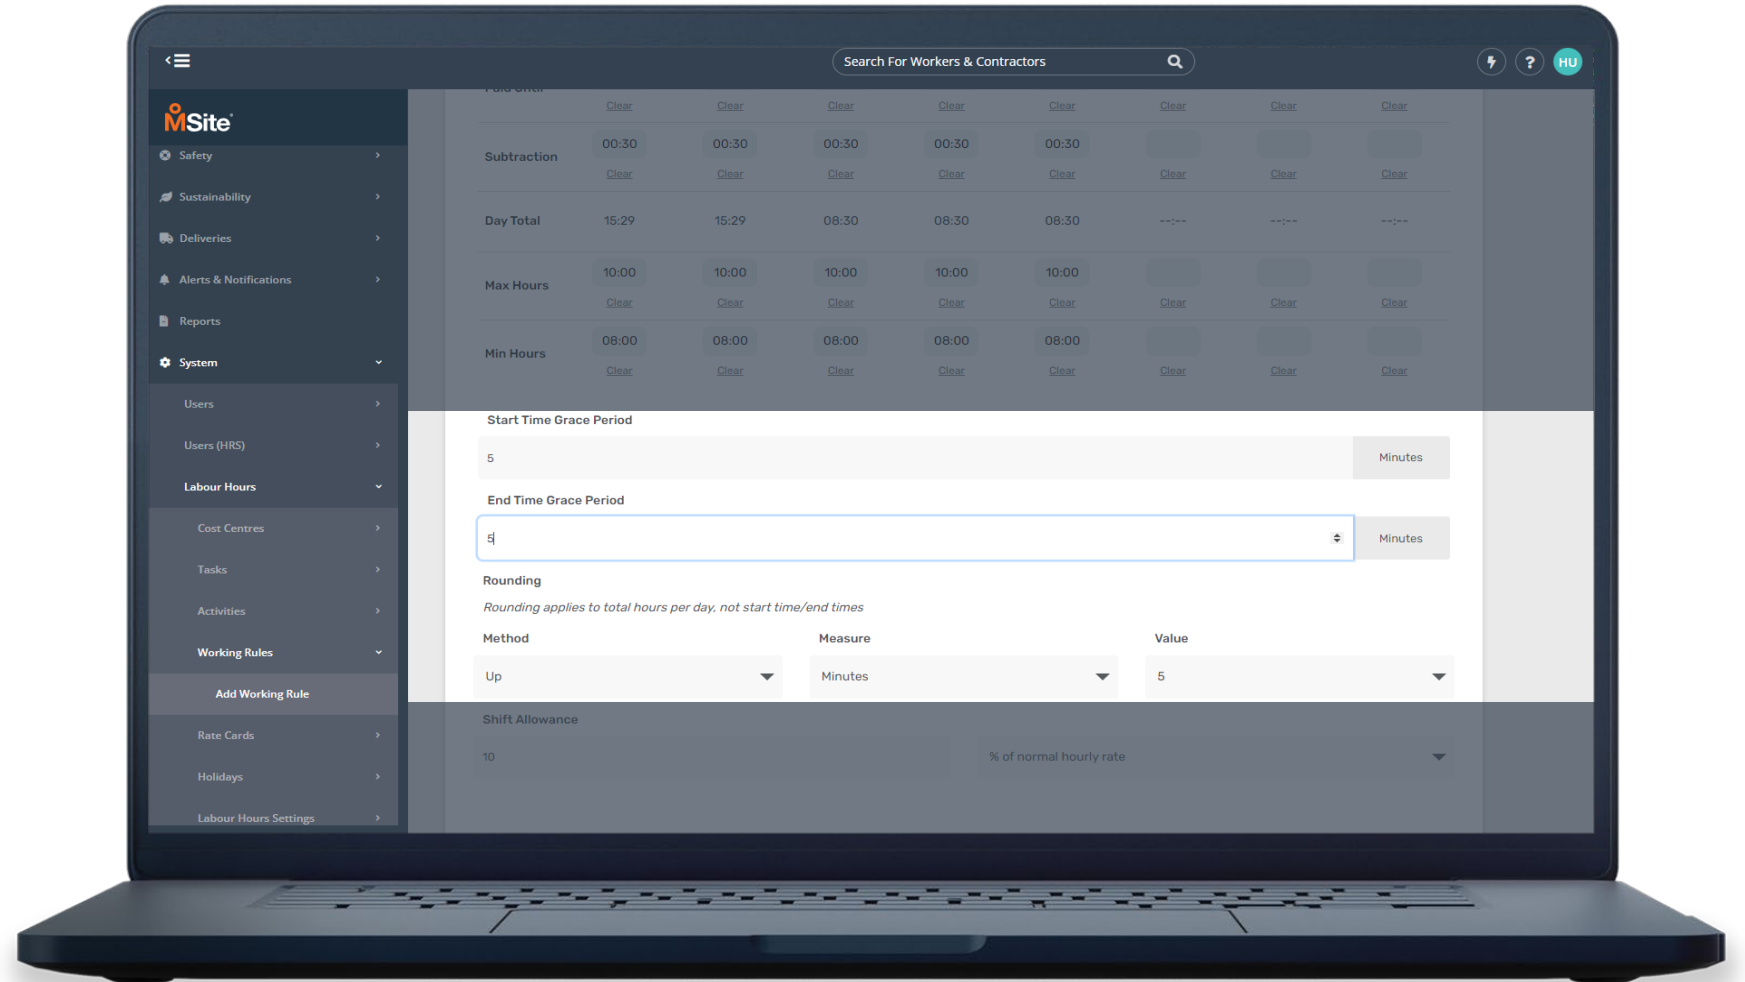 Search For Workers & Contractors
?
HU
MSite
Safety
Sustainability
Deliveries
Alerts & Notifications
Reports
System
Users
Users (HRS)
Labour Hours
Cost Centres
Tasks
Activities
Working Rules
Add Working Rule
Rate Cards
Holidays
Labour Hours Settings
Paid Until
Clear Clear Clear Clear Clear Clear Clear Clear
Subtraction 00:30 00:30 00:30 00:30 00:30
Clear Clear Clear Clear Clear Clear Clear Clear
Day Total 15:29 15:29 08:30 08:30 08:30 --:-- --:-- --:--
Max Hours 10:00 10:00 10:00 10:00 10:00
Clear Clear Clear Clear Clear Clear Clear Clear
Min Hours 08:00 08:00 08:00 08:00 08:00
Clear Clear Clear Clear Clear Clear Clear Clear
Start Time Grace Period
5 Minutes
End Time Grace Period
5 Minutes
Rounding
Rounding applies to total hours per day, not start time/end times
Method Measure Value
Up Minutes 5
Shift Allowance
10 % of normal hourly rate